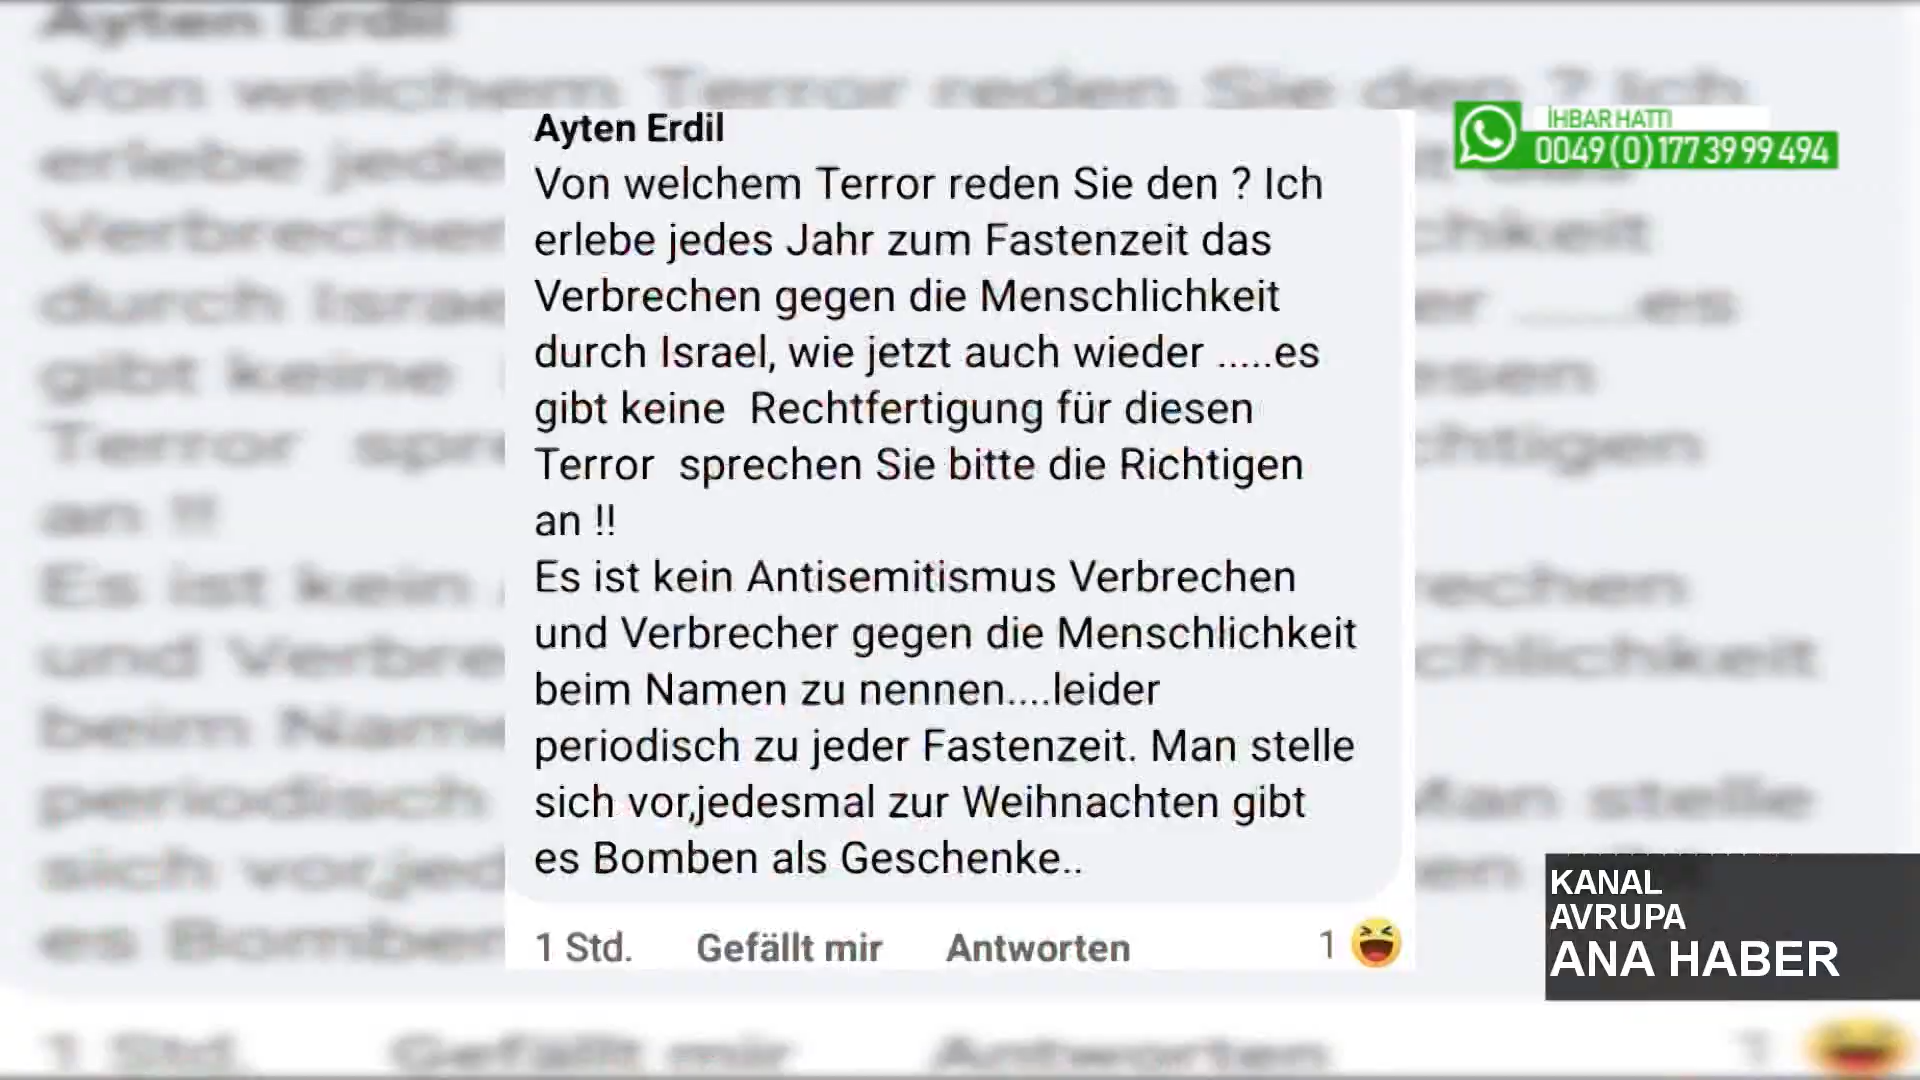 Ayten Erdil
Von welchem Terror reden Sie den ? Ich
erlebe jedes Jahr zum Fastenzeit das
Verbrechen gegen die Menschlichkeit
durch Israel, wie jetzt auch wieder .....es
gibt keine  Rechtfertigung für diesen
Terror  sprechen Sie bitte die Richtigen
an !!
Es ist kein Antisemitismus Verbrechen
und Verbrecher gegen die Menschlichkeit
beim Namen zu nennen....leider
periodisch zu jeder Fastenzeit. Man stelle
sich vor,jedesmal zur Weihnachten gibt
es Bomben als Geschenke..
1 Std. Gefällt mir Antworten 1
İHBAR HATTI
0049 (0) 177 39 99 494
KANAL
AVRUPA
ANA HABER